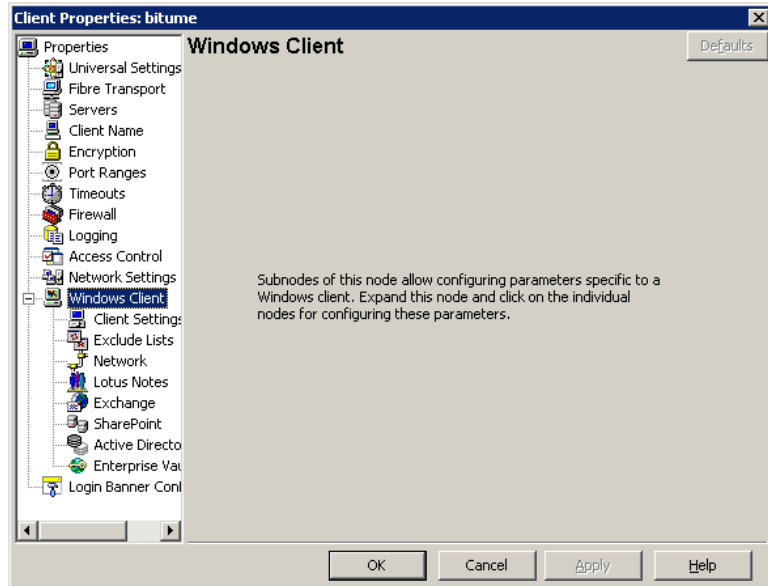 Client Properties: bitume
Properties
Universal Settings
Fibre Transport
Servers
Client Name
Encryption
Port Ranges
Timeouts
Firewall
Logging
Access Control
Network Settings
Windows Client
Client Settings
Exclude Lists
Network
Lotus Notes
Exchange
SharePoint
Active Directo
Enterprise Vau
Login Banner Conf
Windows Client
Defaults
Subnodes of this node allow configuring parameters specific to a
Windows client. Expand this node and click on the individual
nodes for configuring these parameters.
OK
Cancel
Apply
Help